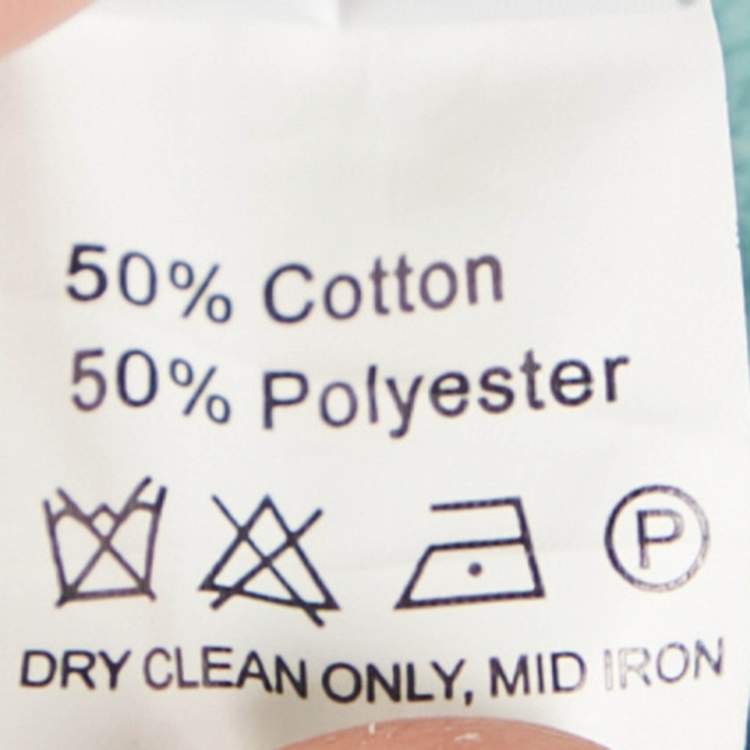 50% Cotton
50% Polyester
P
DRY CLEAN ONLY, MID IRON